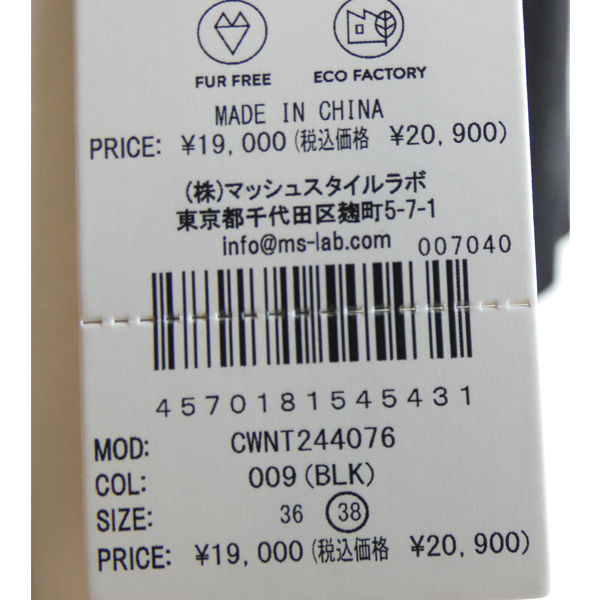 FUR FREE ECO FACTORY
MADE IN CHINA
PRICE: ¥19,000(税込価格 ¥20,900)
(株)マッシュスタイルラボ
東京都千代田区麹町5-7-1
info@ms-lab.com
007040
4570181545431
MOD: CWNT244076
COL: 009(BLK)
SIZE: 36 38
PRICE: ¥19,000(税込価格 ¥20,900)